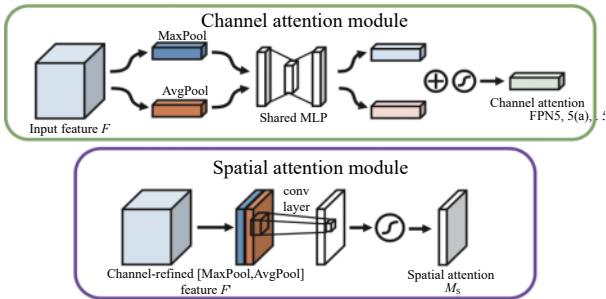 Channel attention module
MaxPool
AvgPool
Input feature F
Shared MLP
Channel attention
FPN5, 5(a), . 5
Spatial attention module
conv
layer
Channel-refined [MaxPool,AvgPool]
feature F'
Spatial attention
Ms